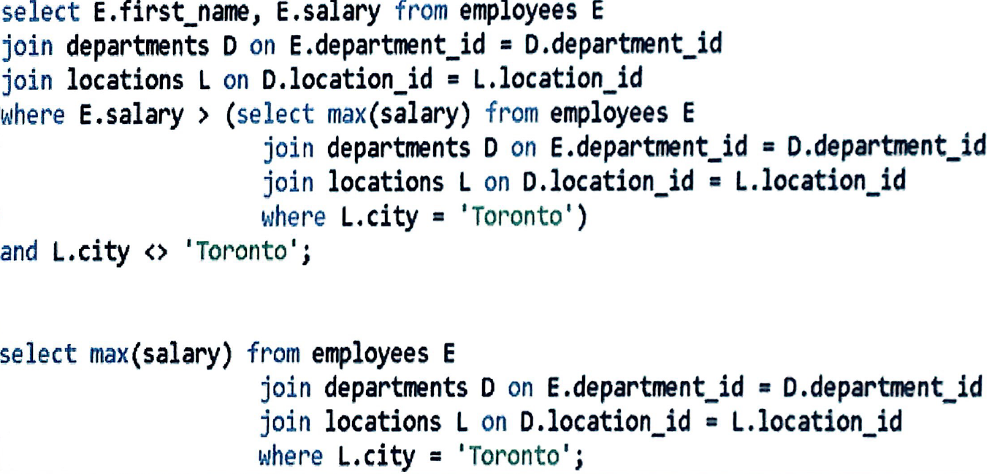 select E.first_name, E.salary from employees E
join departments D on E.department_id = D.department_id
join locations L on D.location_id = L.location_id
where E.salary > (select max(salary) from employees E
join departments D on E.department_id = D.department_id
join locations L on D.location_id = L.location_id
where L.city = 'Toronto')
and L.city <> 'Toronto';
select max(salary) from employees E
join departments D on E.department_id = D.department_id
join locations L on D.location_id = L.location_id
where L.city = 'Toronto';